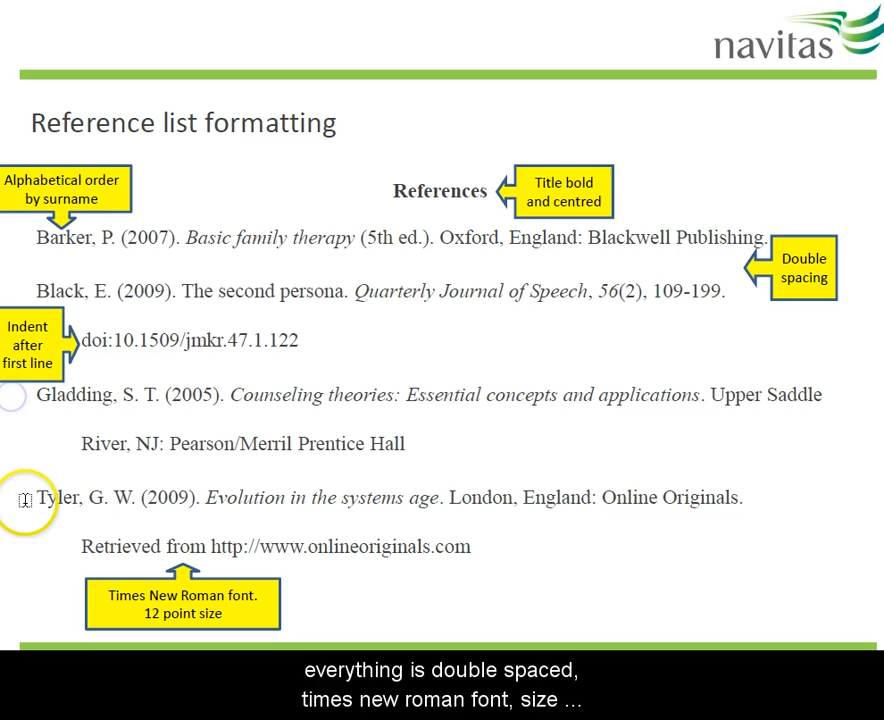 navitas
Reference list formatting
Alphabetical order
by surname
References
Title bold
and centred
Barker, P. (2007). Basic family therapy (5th ed.). Oxford, England: Blackwell Publishing.
Double
spacing
Black, E. (2009). The second persona. Quarterly Journal of Speech, 56(2), 109-199.
Indent
after
first line
doi:10.1509/jmkr.47.1.122
Gladding, S. T. (2005). Counseling theories: Essential concepts and applications. Upper Saddle
River, NJ: Pearson/Merril Prentice Hall
Tyler, G. W. (2009). Evolution in the systems age. London, England: Online Originals.
Retrieved from http://www.onlineoriginals.com
Times New Roman font.
12 point size
everything is double spaced,
times new roman font, size ...